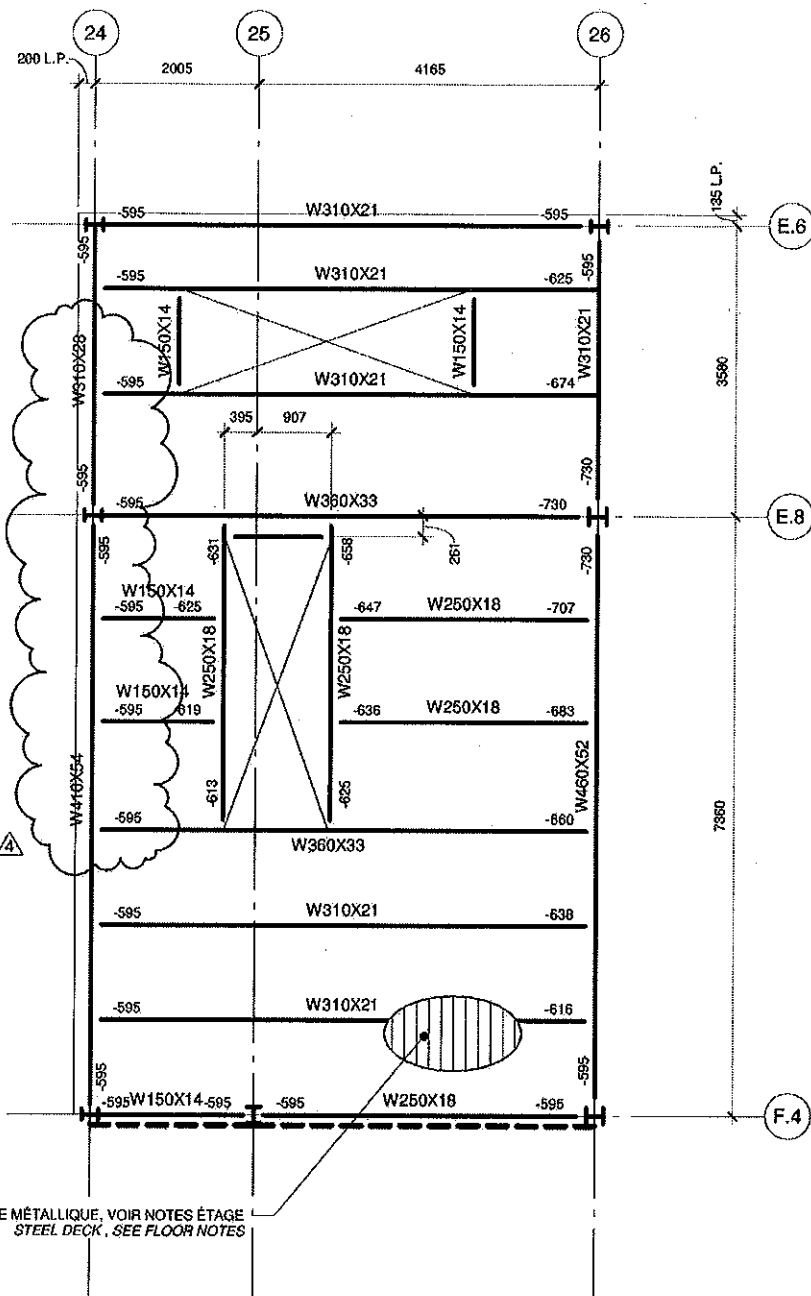 24
25
26
200 L.P.
2005
4165
135 L.P.
-595
W310X21
-595
E.6
-595
-595
-595
W310X21
-625
W310X28
W150X14
W150X14
W310X21
3580
-595
W310X21
-674
395
907
-595
-730
-595
W360X33
-730
E.8
-595
-631
-658
261
-730
W150X14
-595
-625
-647
W250X18
-707
W250X18
W250X18
W150X14
-595
-619
-636
W250X18
-683
W410X54
W460X52
7360
-613
-625
4
-595
-660
W360X33
-595
W310X21
-638
-595
W310X21
-616
-595
-595
-595
W150X14
-595
-595
W250X18
-595
F.4
E MÉTALLIQUE, VOIR NOTES ÉTAGE
STEEL DECK, SEE FLOOR NOTES